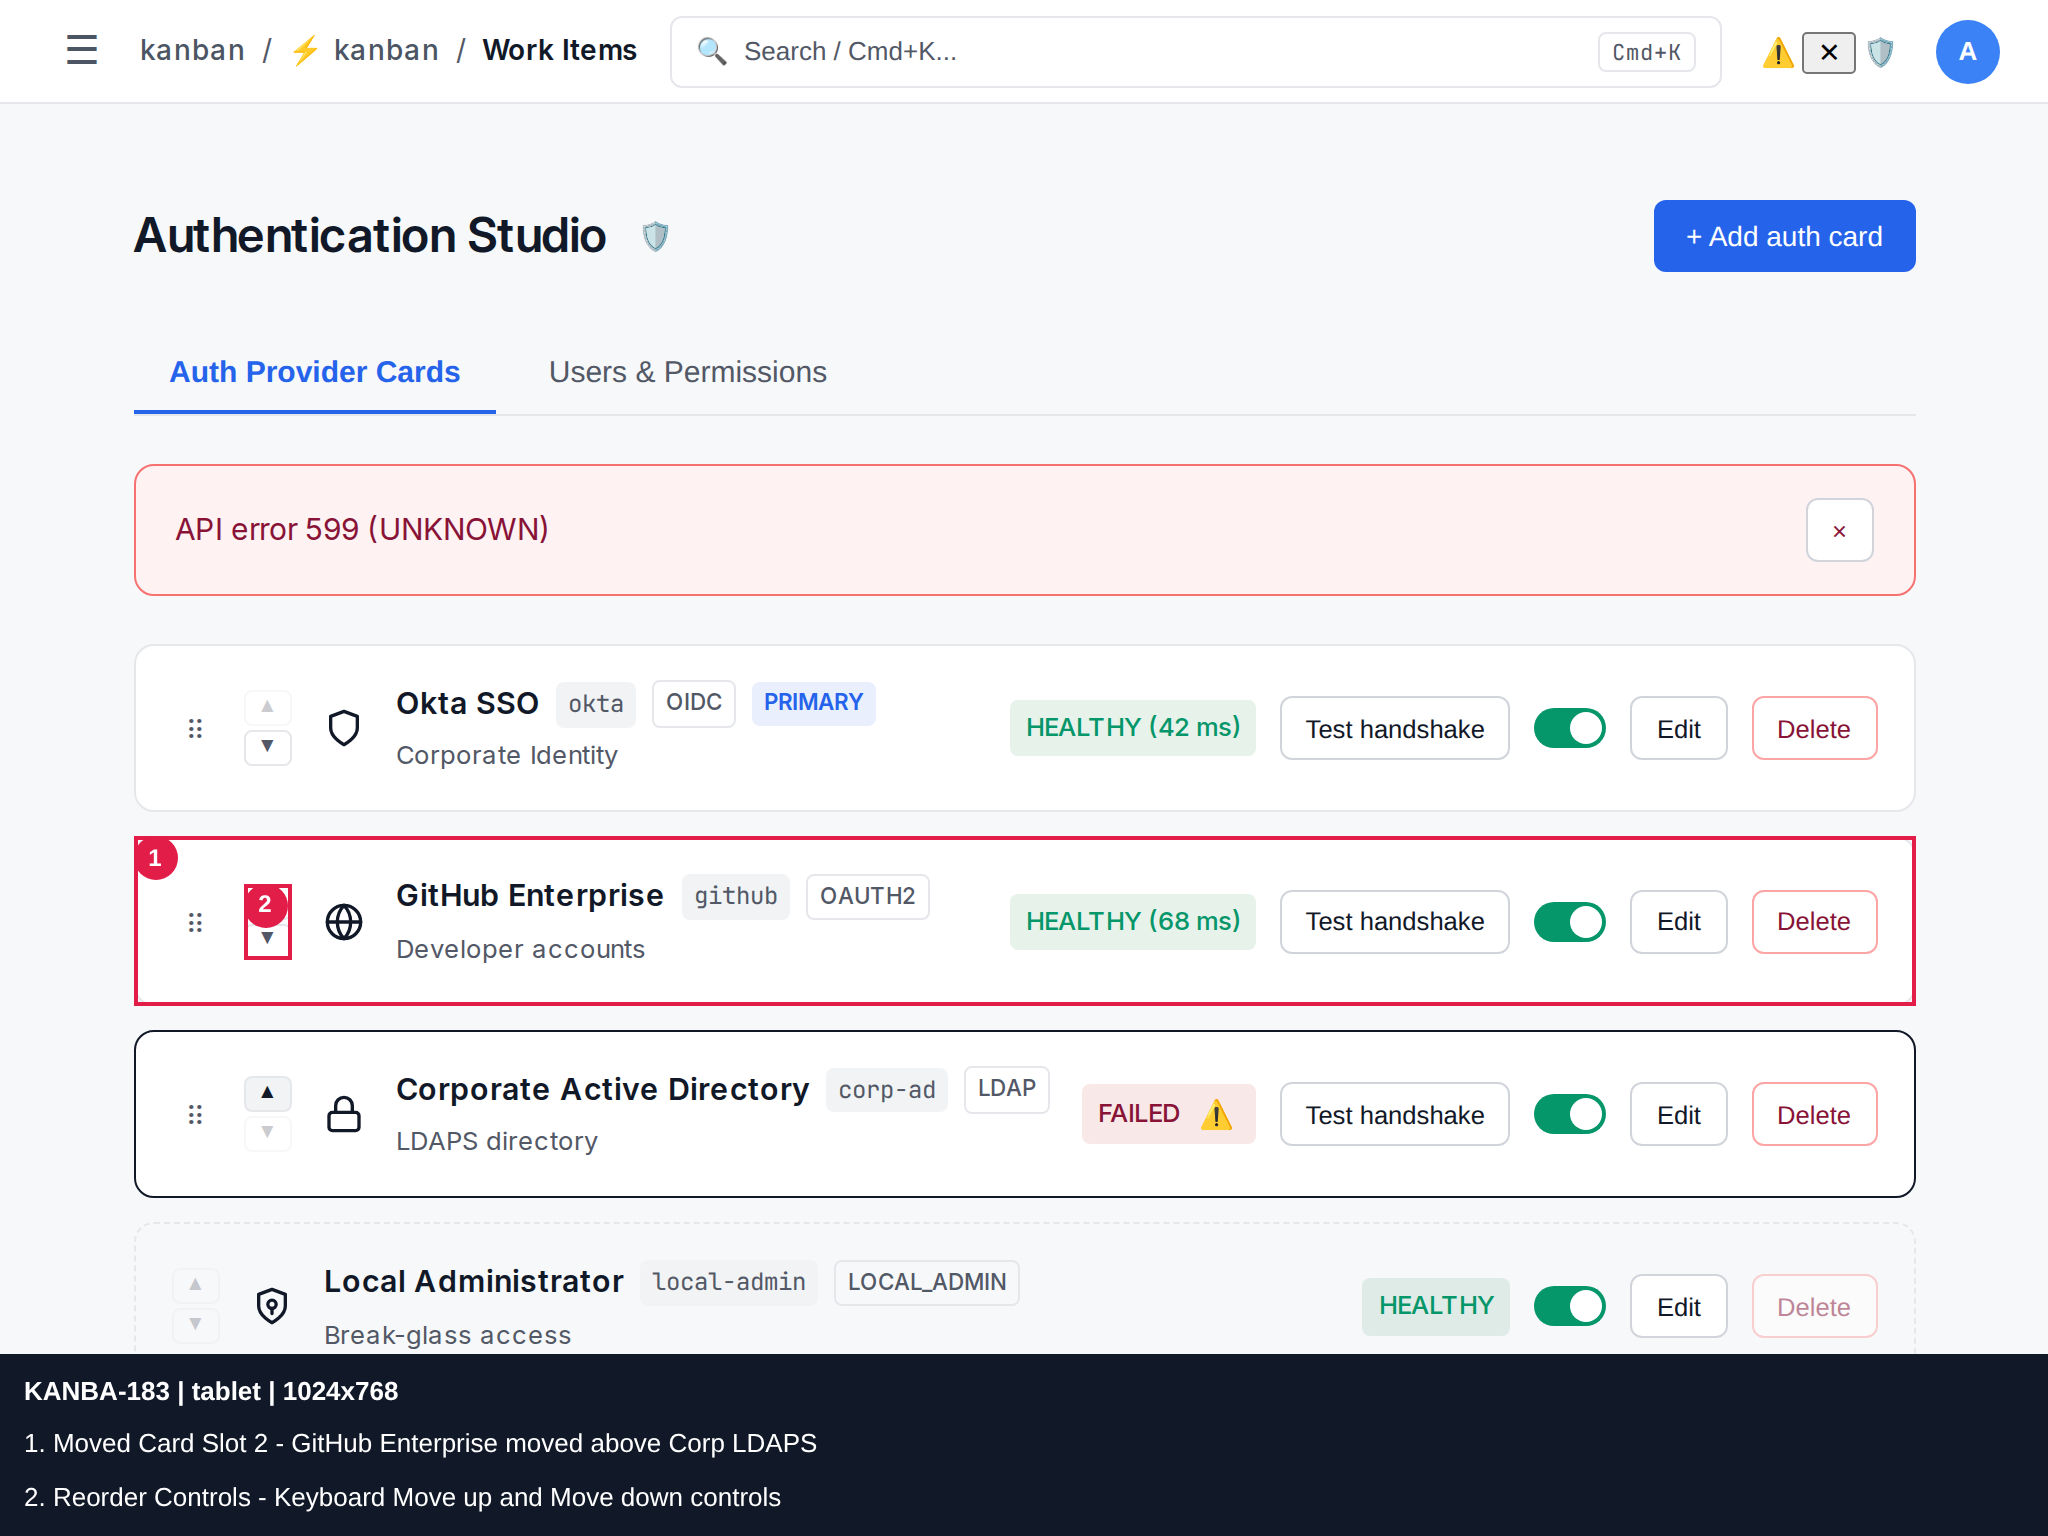 kanban / ⚡ kanban / Work Items
Search / Cmd+K...
Cmd+K
A
Authentication Studio
+ Add auth card
Auth Provider Cards
Users & Permissions
API error 599 (UNKNOWN)
×
Okta SSO okta OIDC PRIMARY
Corporate Identity
HEALTHY (42 ms)
Test handshake
Edit
Delete
1
2
GitHub Enterprise github OAUTH2
Developer accounts
HEALTHY (68 ms)
Test handshake
Edit
Delete
Corporate Active Directory corp-ad LDAP
LDAPS directory
FAILED ⚠️
Test handshake
Edit
Delete
Local Administrator local-admin LOCAL_ADMIN
Break-glass access
HEALTHY
Edit
Delete
KANBA-183 | tablet | 1024x768
1. Moved Card Slot 2 - GitHub Enterprise moved above Corp LDAPS
2. Reorder Controls - Keyboard Move up and Move down controls